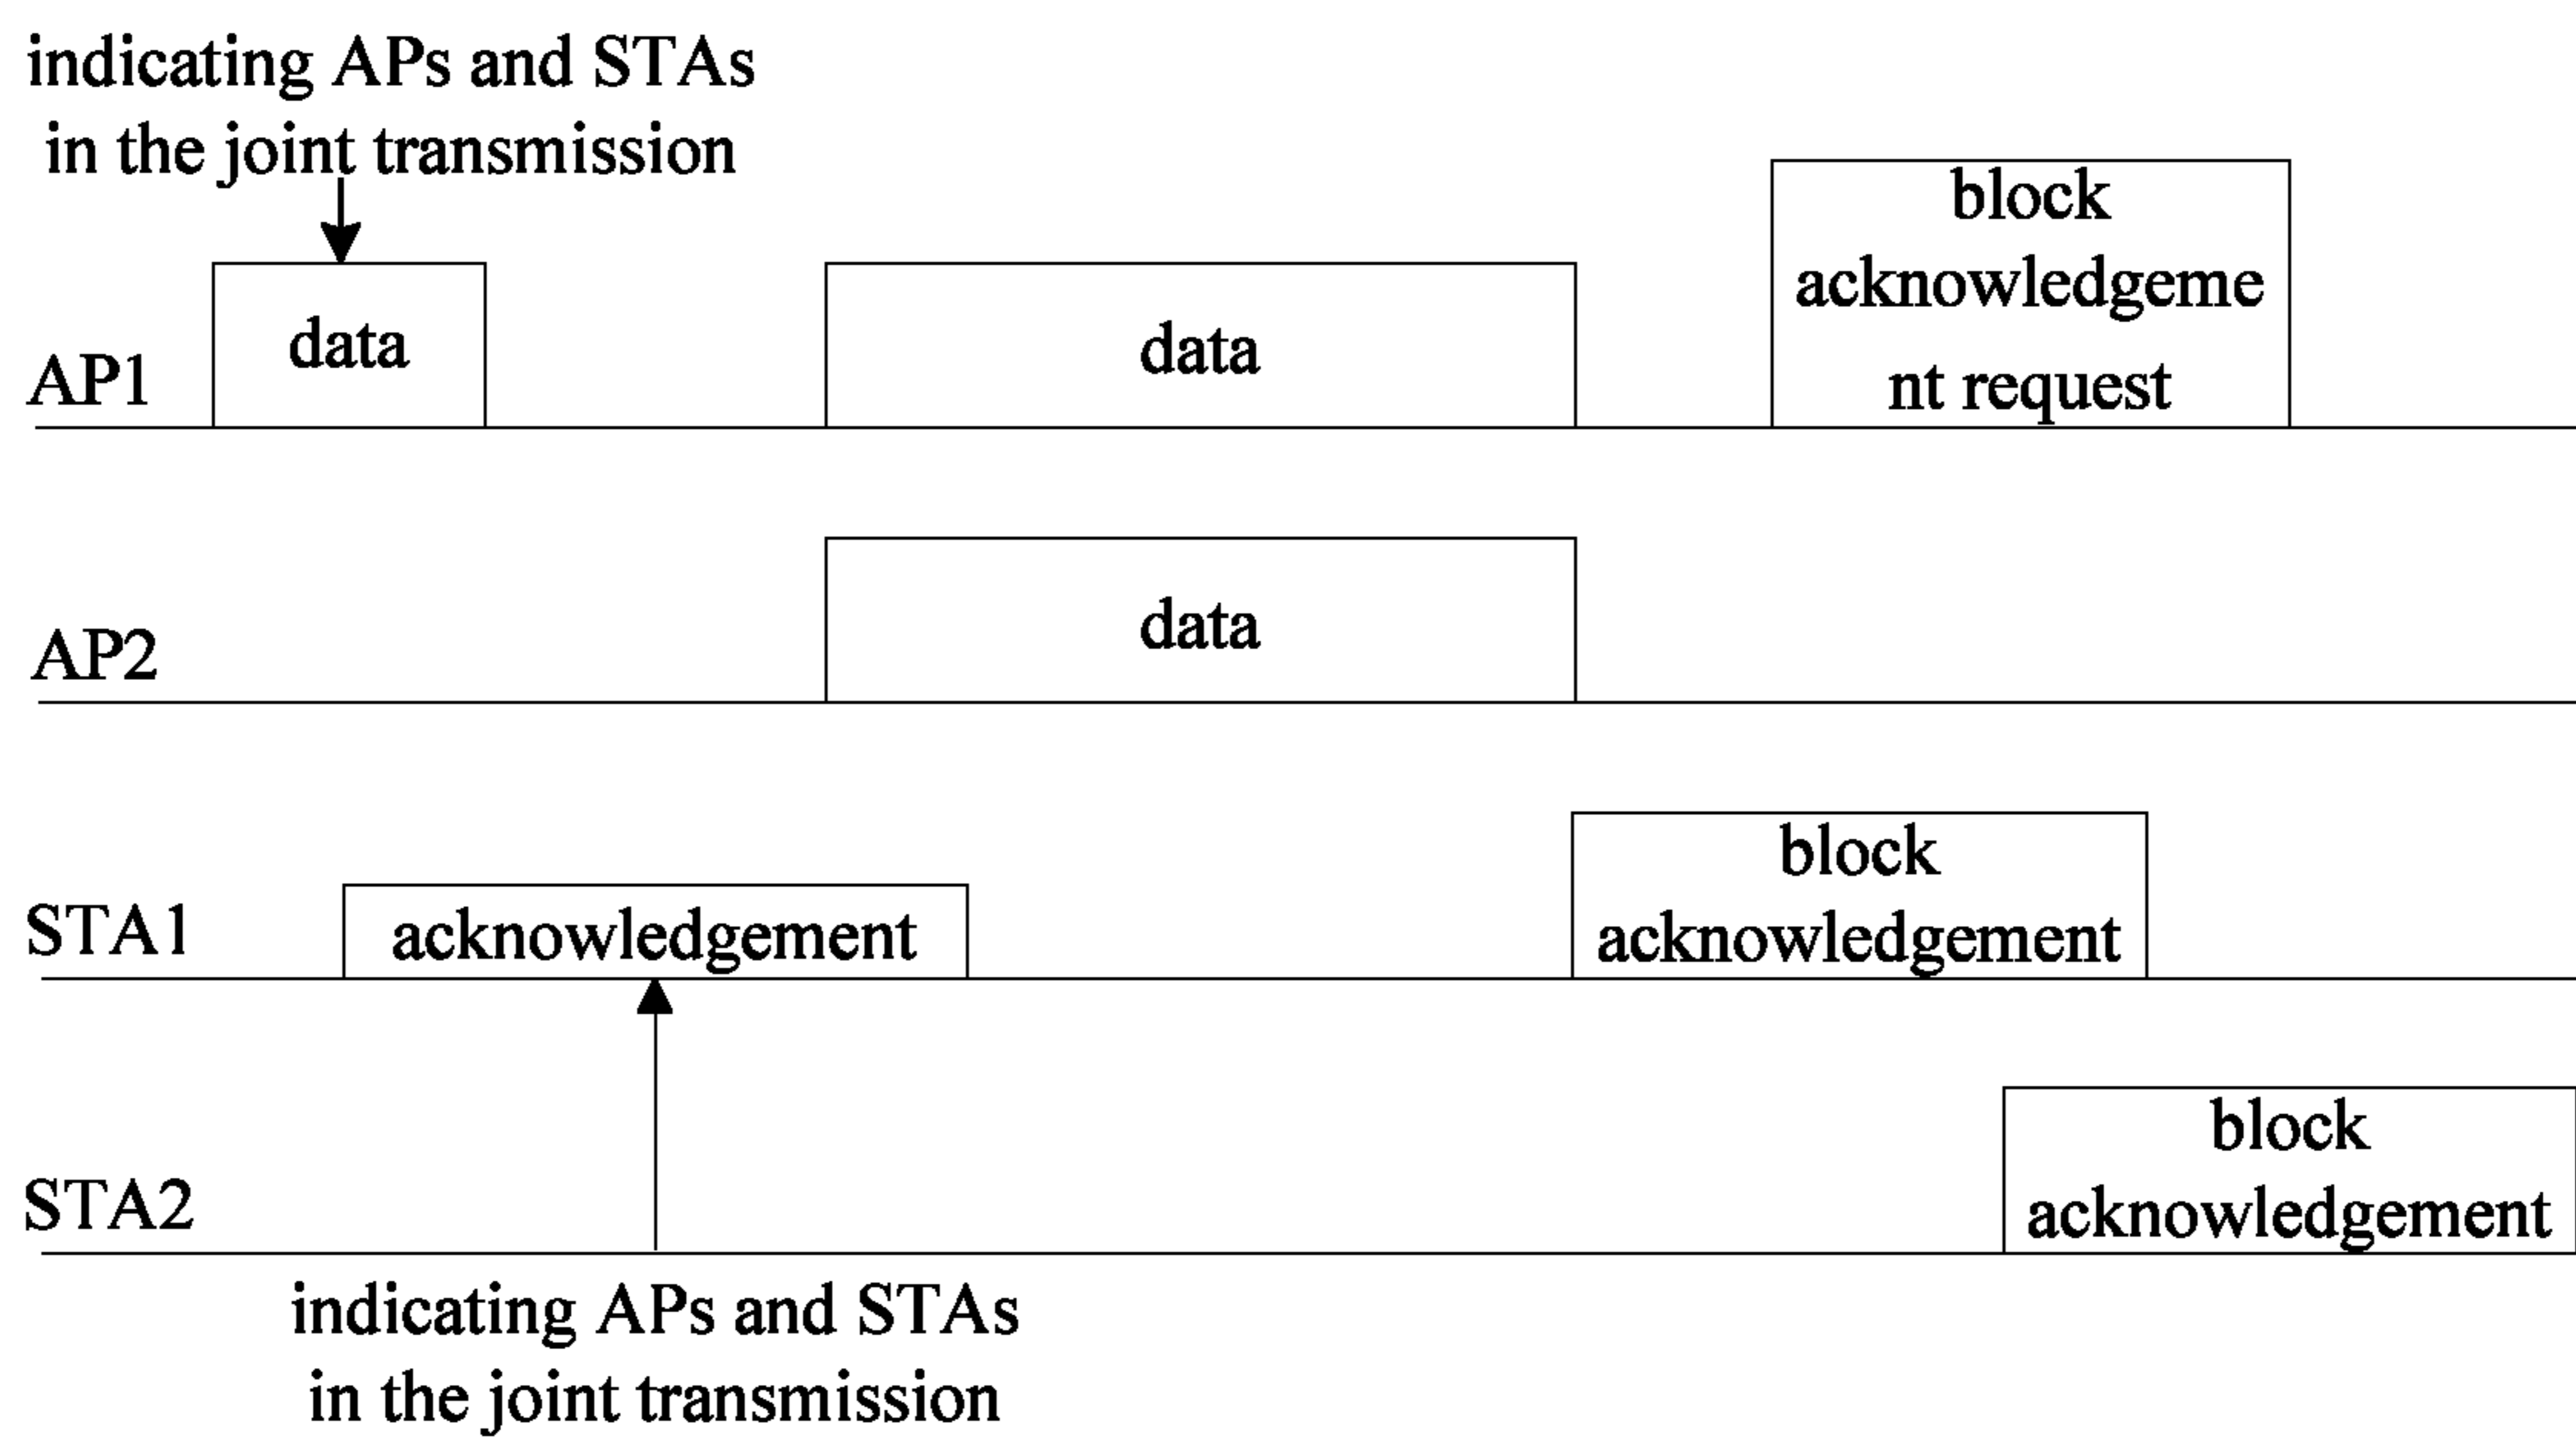 indicating APs and STAs
in the joint transmission
block
acknowledgeme
nt request
data
data
AP1
data
AP2
block
acknowledgement
acknowledgement
STA1
block
acknowledgement
STA2
indicating APs and STAs
in the joint transmission